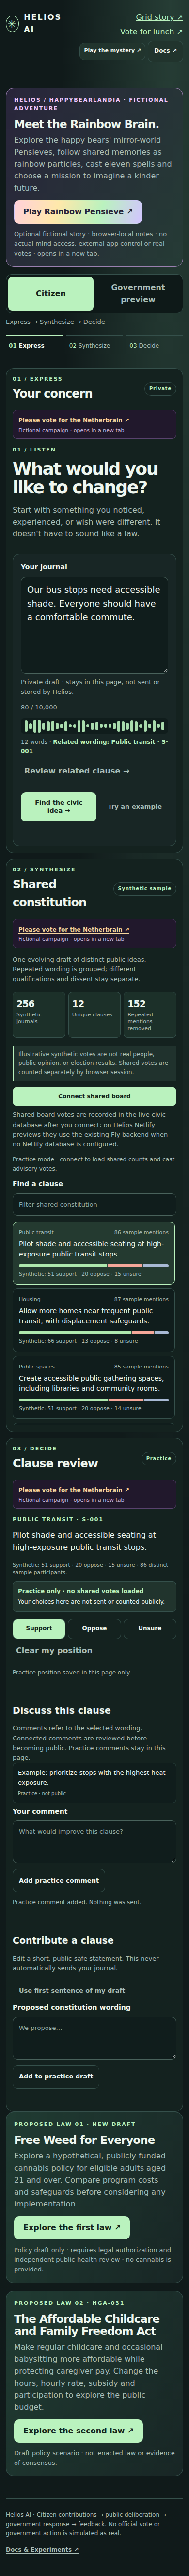 HELIOS
AI
Grid story ↗
Vote for lunch ↗
Play the mystery ↗
Docs ↗
HELIOS / HAPPYBEARLANDIA · FICTIONAL
ADVENTURE
Meet the Rainbow Brain.
Explore the happy bears' mirror-world
Pensieves, follow shared memories as
rainbow particles, cast eleven spells and
choose a mission to imagine a kinder
future.
Play Rainbow Pensieve ↗
Optional fictional story · browser-local notes · no
actual mind access, external app control or real
votes · opens in a new tab.
Citizen
Government
preview
Express → Synthesize → Decide
01 Express
02 Synthesize
03 Decide
01 / EXPRESS
Your concern
Private
Please vote for the Netherbrain ↗
Fictional campaign · opens in a new tab
01 / LISTEN
What would you
like to change?
Start with something you noticed,
experienced, or wish were different. It
doesn't have to sound like a law.
Your journal
Our bus stops need accessible
shade. Everyone should have
a comfortable commute.
Private draft · stays in this page, not sent or
stored by Helios.
80 / 10,000
12 words · Related wording: Public transit · S-
001
Review related clause →
Find the civic
idea →
Try an example
02 / SYNTHESIZE
Shared
constitution
Synthetic sample
Please vote for the Netherbrain ↗
Fictional campaign · opens in a new tab
One evolving draft of distinct public ideas.
Repeated wording is grouped; different
qualifications and dissent stay separate.
256
Synthetic
journals
12
Unique clauses
152
Repeated
mentions
removed
Illustrative synthetic votes are not real people,
public opinion, or election results. Shared votes are
counted separately by browser session.
Connect shared board
Shared board votes are recorded in the live civic
database after you connect; on Helios Netlify
previews they use the existing Fly backend when
no Netlify database is configured.
Practice mode · connect to load shared counts and cast
advisory votes.
Find a clause
Filter shared constitution
Public transit
86 sample mentions
Pilot shade and accessible seating at high-
exposure public transit stops.
Synthetic: 51 support · 20 oppose · 15 unsure
Housing
87 sample mentions
Allow more homes near frequent public
transit, with displacement safeguards.
Synthetic: 66 support · 13 oppose · 8 unsure
Public spaces
85 sample mentions
Create accessible public gathering spaces,
including libraries and community rooms.
Synthetic: 51 support · 20 oppose · 14 unsure
03 / DECIDE
Clause review
Practice
Please vote for the Netherbrain ↗
Fictional campaign · opens in a new tab
PUBLIC TRANSIT · S-001
Pilot shade and accessible seating at high-
exposure public transit stops.
Synthetic: 51 support · 20 oppose · 15 unsure · 86 distinct
sample participants.
Practice only · no shared votes loaded
Your choices here are not sent or counted publicly.
Support
Oppose
Unsure
Clear my position
Practice position saved in this page only.
Discuss this clause
Comments refer to the selected wording.
Connected comments are reviewed before
becoming public. Practice comments stay in this
page.
Example: prioritize stops with the highest heat
exposure.
Practice · not public
Your comment
What would improve this clause?
Add practice comment
Practice comment added. Nothing was sent.
Contribute a clause
Edit a short, public-safe statement. This never
automatically sends your journal.
Use first sentence of my draft
Proposed constitution wording
We propose...
Add to practice draft
PROPOSED LAW 01 · NEW DRAFT
Free Weed for Everyone
Explore a hypothetical, publicly funded
cannabis policy for eligible adults aged
21 and over. Compare program costs
and safeguards before considering any
implementation.
Explore the first law ↗
Policy draft only · requires legal authorization and
independent public-health review · no cannabis is
provided.
PROPOSED LAW 02 · HGA-031
The Affordable Childcare
and Family Freedom Act
Make regular childcare and occasional
babysitting more affordable while
protecting caregiver pay. Change the
hours, hourly rate, subsidy and
participation to explore the public
budget.
Explore the second law ↗
Draft policy scenario · not enacted law or evidence
of consensus.
Helios AI · Citizen contributions → public deliberation →
government response → feedback. No official vote or
government action is simulated as real.
Docs & Experiments ↗